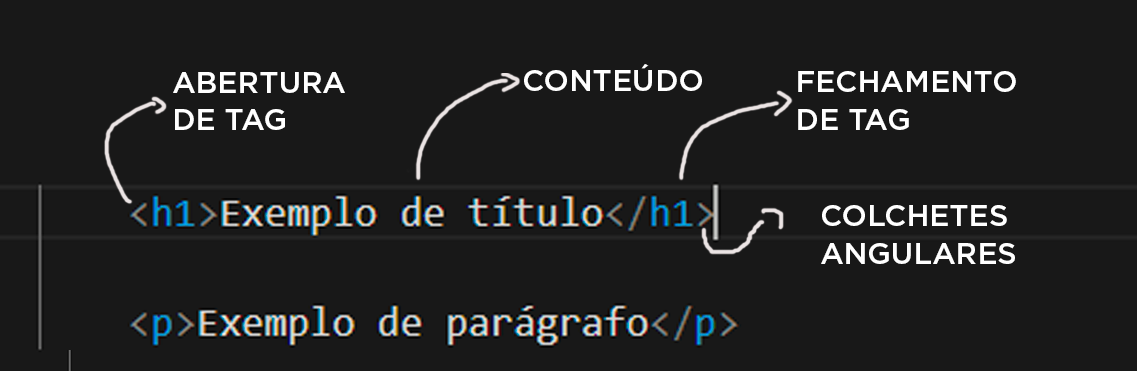 ABERTURA
DE TAG
CONTEÚDO
FECHAMENTO
DE TAG
<h1>Exemplo de título</h1>
COLCHETES
ANGULARES
<p>Exemplo de parágrafo</p>